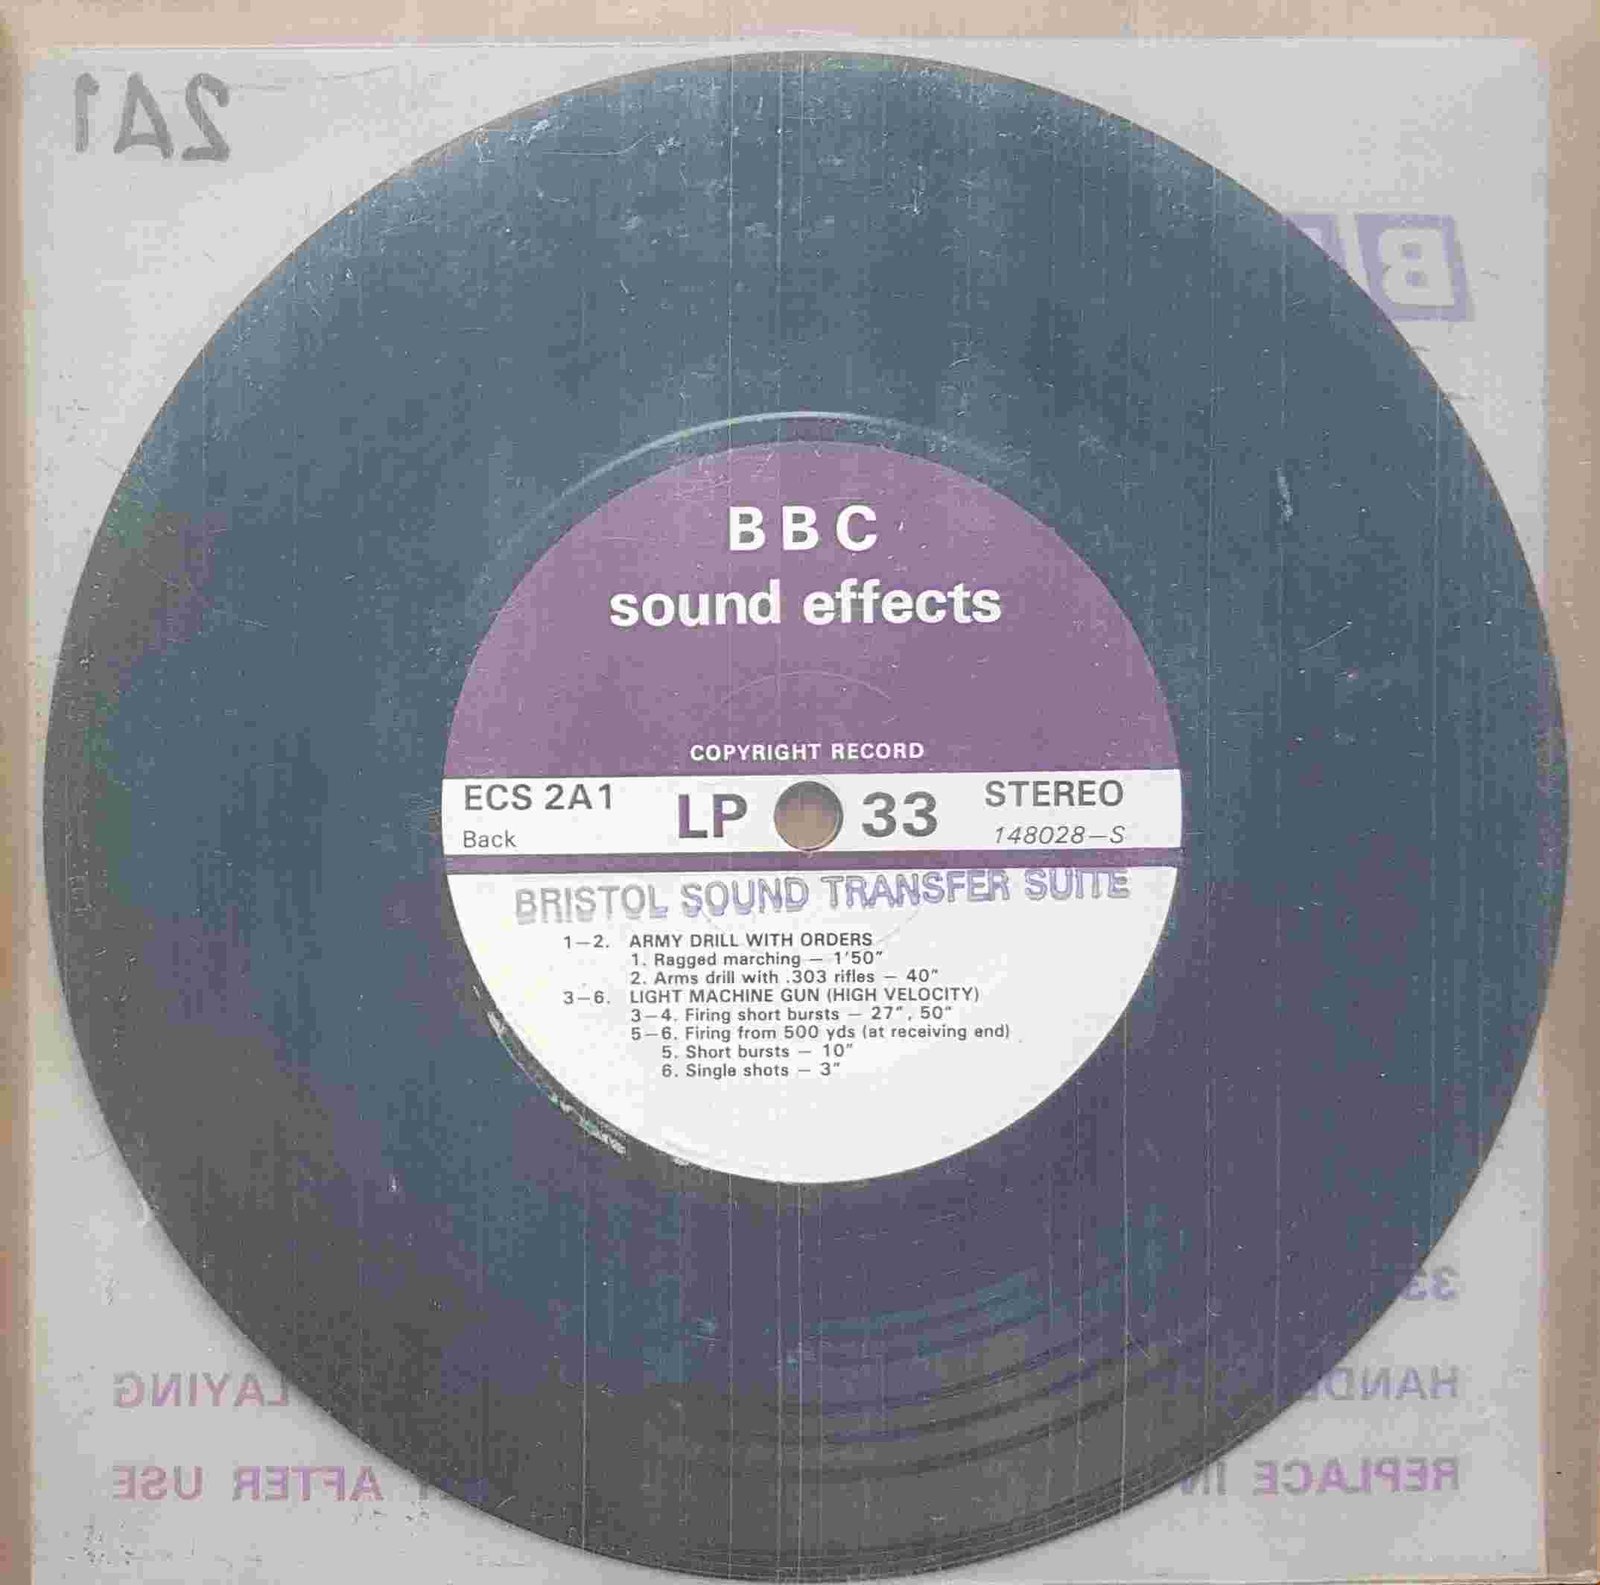 2A1
B
BBC
sound effects
COPYRIGHT RECORD
ECS 2A1 LP 33 STEREO
Back 148028-S
BRISTOL SOUND TRANSFER SUITE
1-2. ARMY DRILL WITH ORDERS
1. Ragged marching - 1'50"
2. Arms drill with .303 rifles - 40"
3-6. LIGHT MACHINE GUN (HIGH VELOCITY)
3-4. Firing short bursts - 27", 50"
5-6. Firing from 500 yds (at receiving end)
5. Short bursts - 10"
6. Single shots - 3"
33
REPLACE IN AFTER USE